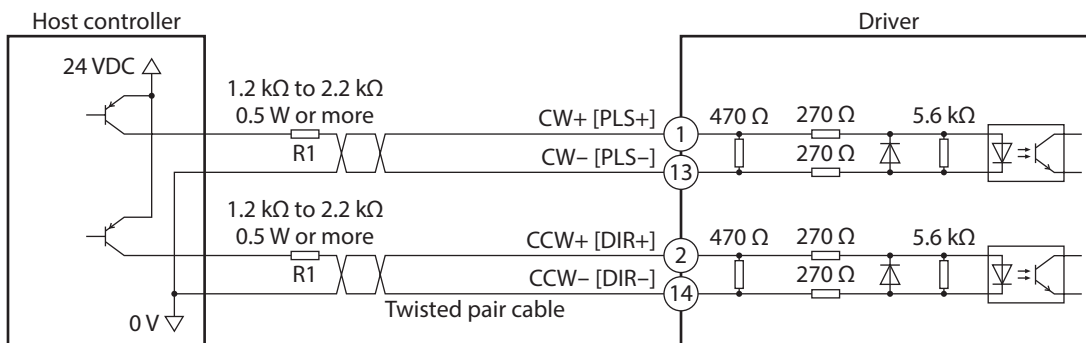 Host controller
Driver
24 VDC
1.2 kΩ to 2.2 kΩ
0.5 W or more
R1
CW+ [PLS+]
1
470 Ω
270 Ω
5.6 kΩ
CW– [PLS–]
13
270 Ω
1.2 kΩ to 2.2 kΩ
0.5 W or more
R1
CCW+ [DIR+]
2
470 Ω
270 Ω
5.6 kΩ
CCW– [DIR–]
14
270 Ω
Twisted pair cable
0 V